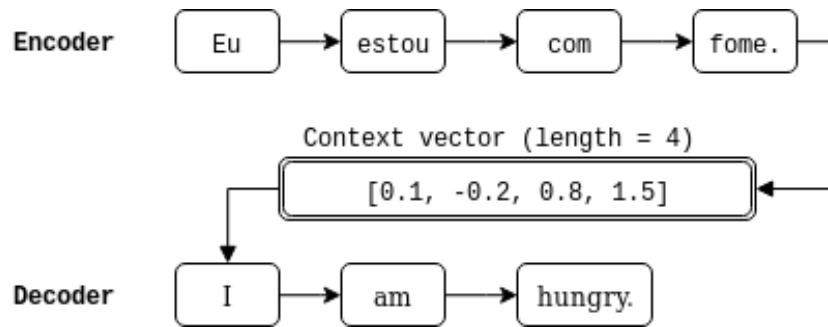 Encoder Eu estou com fome.
Context vector (length = 4)
[0.1, -0.2, 0.8, 1.5]
Decoder I am hungry.